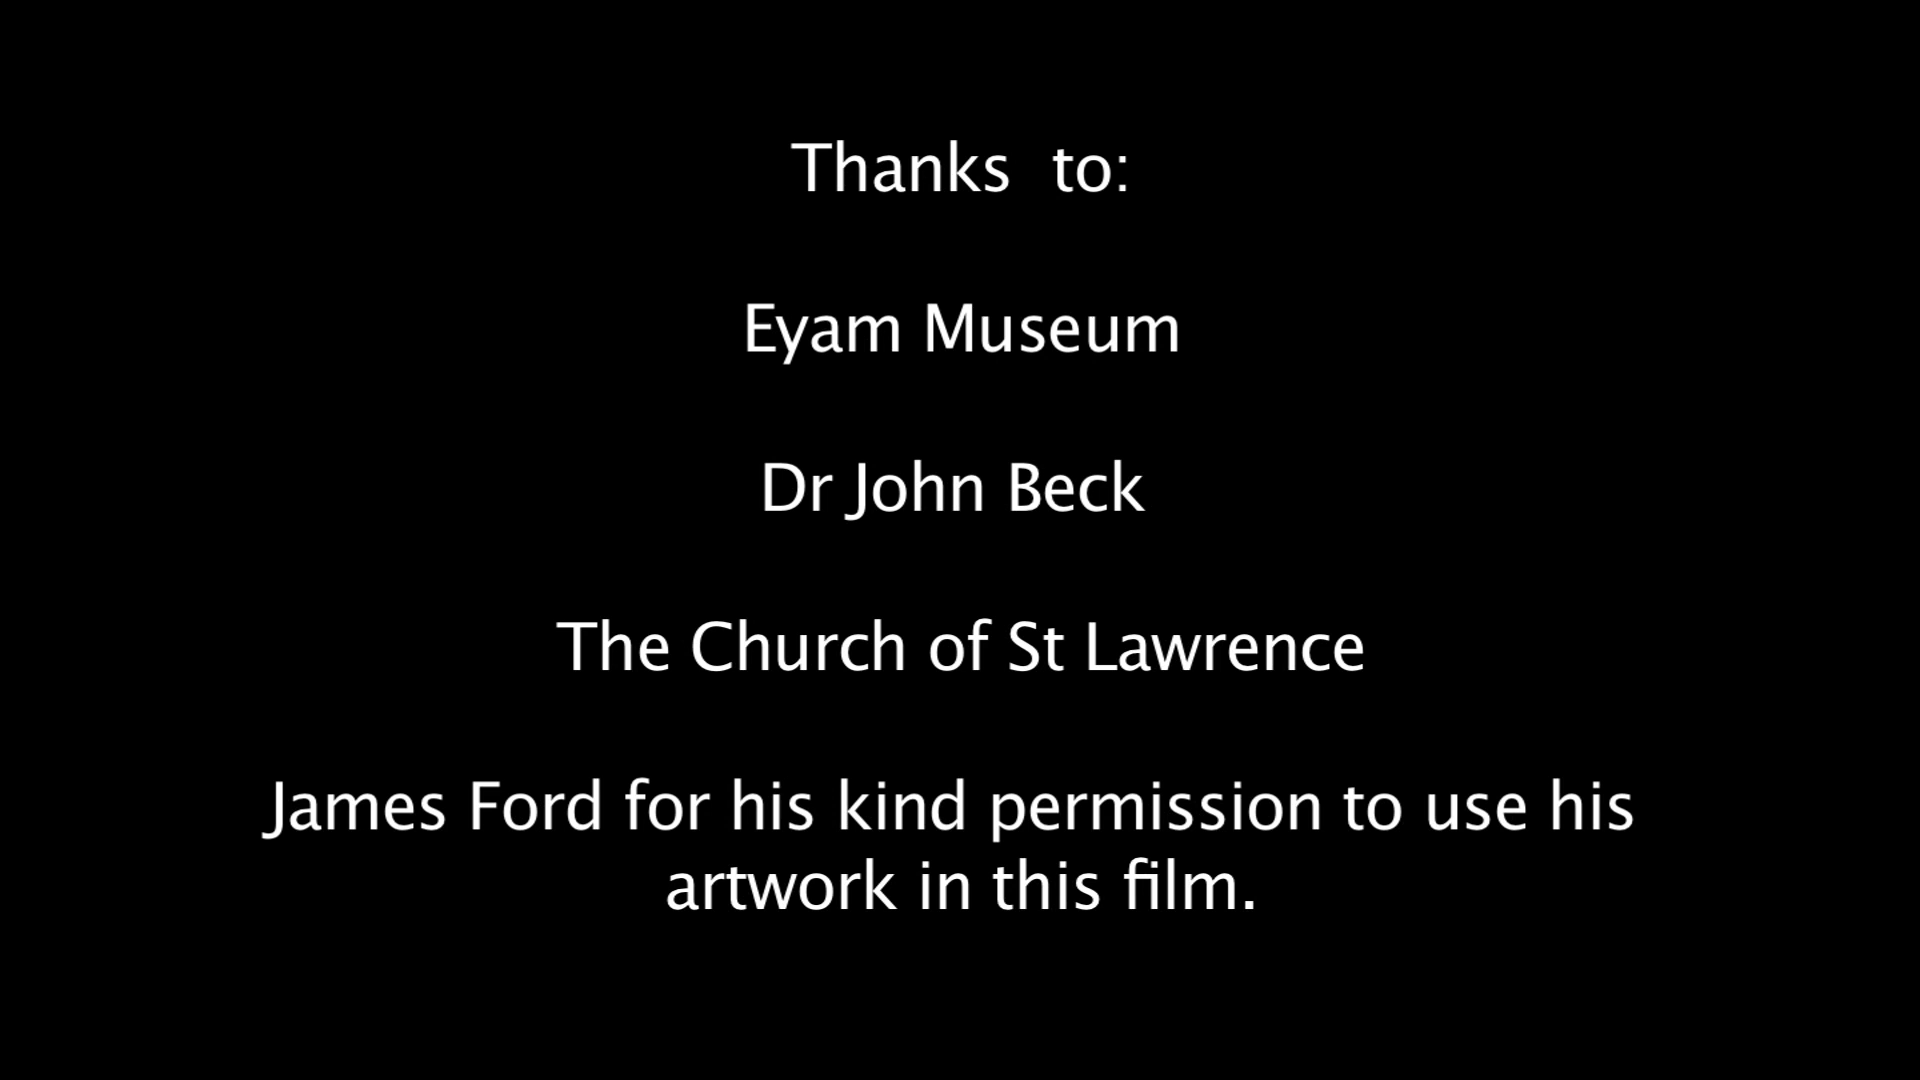 Thanks  to:
Eyam Museum
Dr John Beck
The Church of St Lawrence
James Ford for his kind permission to use his
artwork in this film.